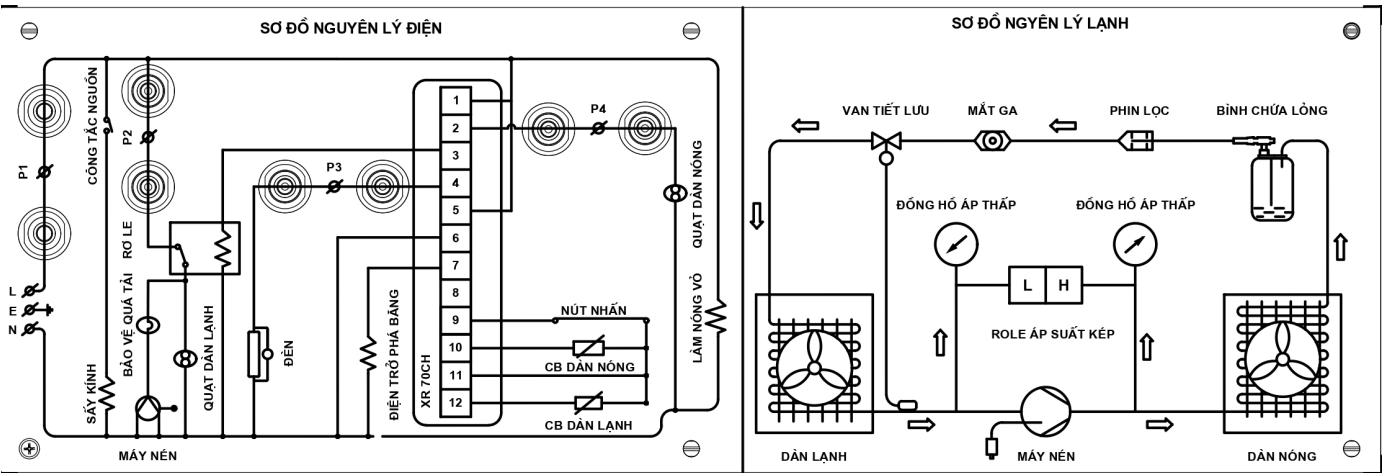 SƠ ĐỒ NGUYÊN LÝ ĐIỆN
P1
CÔNG TẮC NGUỒN
P2
P3
P4
1
2
3
4
5
6
7
8
9
10
11
12
XR 70CH
RƠ LE
BẢO VỆ QUÁ TẢI
QUẠT DÀN LẠNH
ĐÈN
ĐIỆN TRỞ PHÁ BĂNG
L
E
N
SẤY KÍNH
MÁY NÉN
NÚT NHẤN
CB DÀN NÓNG
CB DÀN LẠNH
QUẠT DÀN NÓNG
LÀM NÓNG VỎ
SƠ ĐỒ NGYÊN LÝ LẠNH
VAN TIẾT LƯU
MẮT GA
PHIN LỌC
BÌNH CHỨA LỎNG
ĐỒNG HỒ ÁP THẤP
ĐỒNG HỒ ÁP THẤP
L
H
ROLE ÁP SUẤT KÉP
DÀN LẠNH
MÁY NÉN
DÀN NÓNG